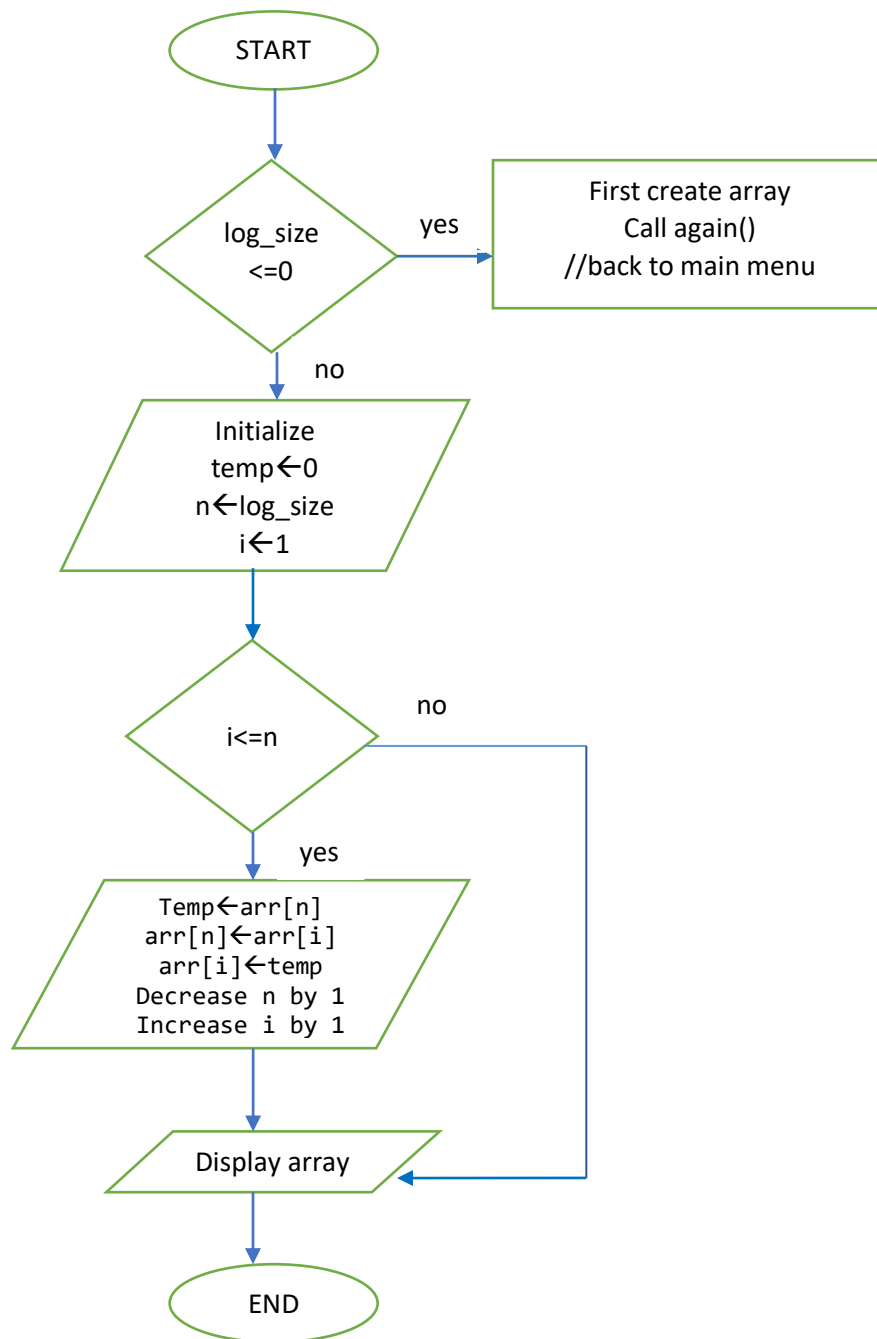 START
log_size
<=0
yes
First create array
Call again()
//back to main menu
no
Initialize
temp←0
n←log_size
i←1
i<=n
no
yes
Temp←arr[n]
arr[n]←arr[i]
arr[i]←temp
Decrease n by 1
Increase i by 1
Display array
END